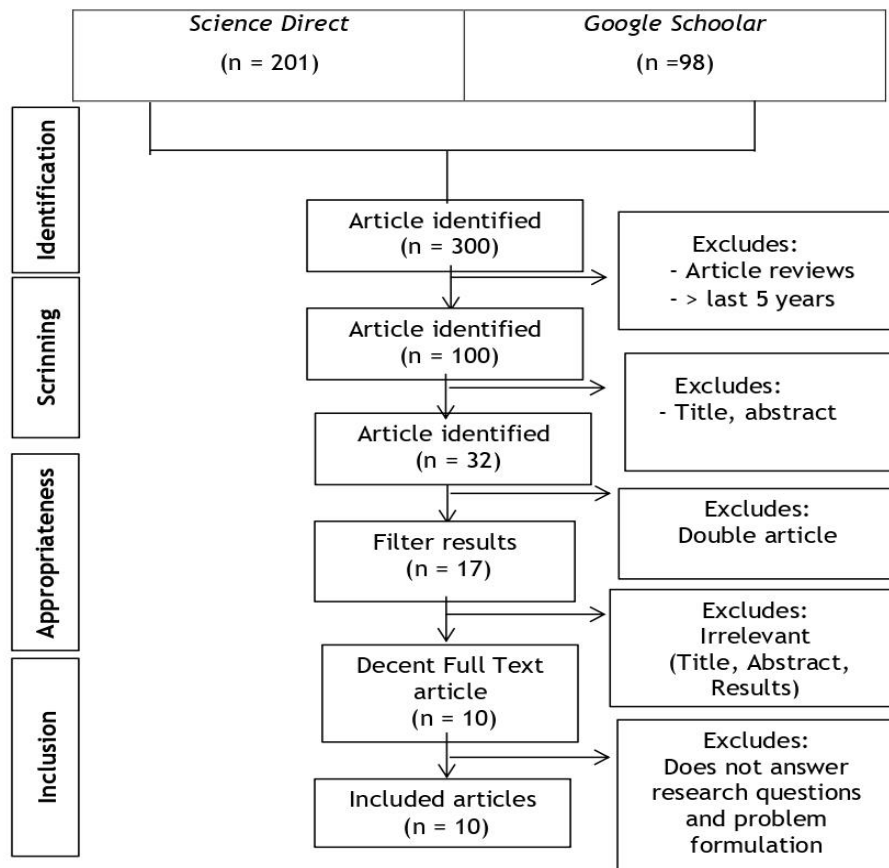 Science Direct
(n = 201)
Google Schoolar
(n =98)
Identification
Article identified
(n = 300)
Excludes:
- Article reviews
- > last 5 years
Scrinning
Article identified
(n = 100)
Excludes:
- Title, abstract
Article identified
(n = 32)
Appropriateness
Excludes:
Double article
Filter results
(n = 17)
Excludes:
Irrelevant
(Title, Abstract,
Results)
Inclusion
Decent Full Text
article
(n = 10)
Excludes:
Does not answer
research questions
and problem
formulation
Included articles
(n = 10)